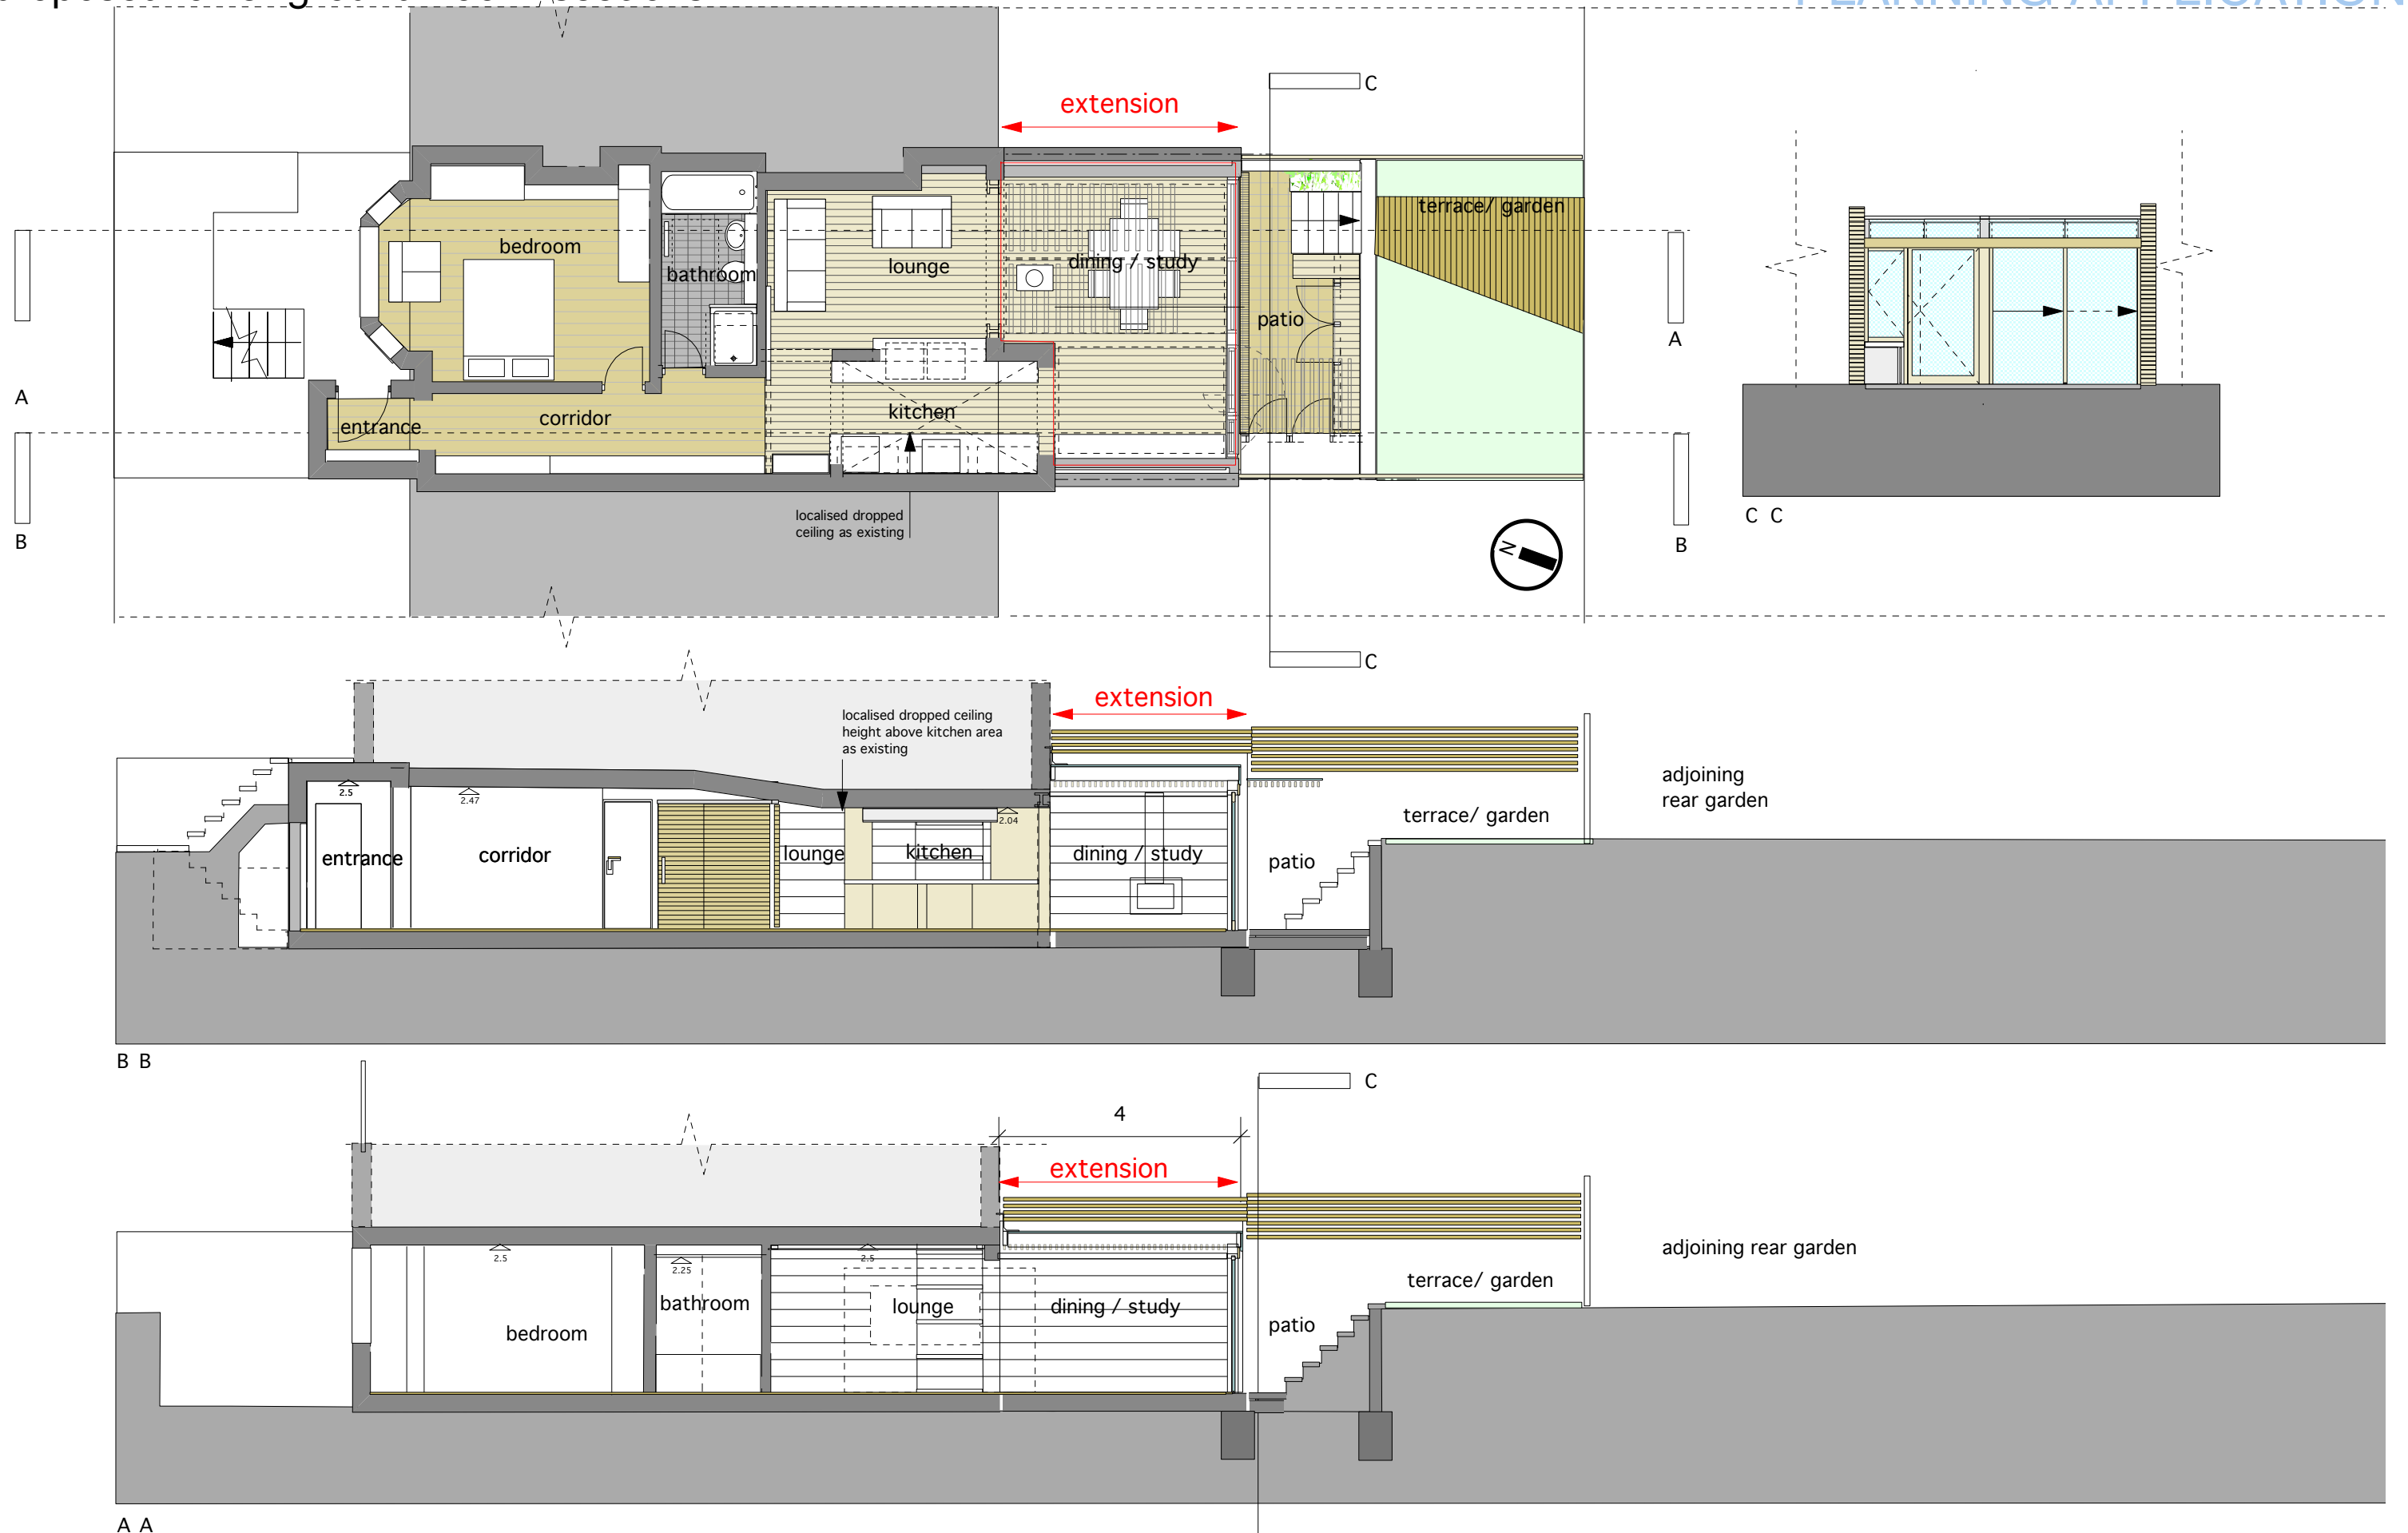 PLANNING APPLICATION
C
extension
bedroom
bathroom
lounge
dining / study
terrace/ garden
patio
A
A
entrance
corridor
kitchen
localised dropped
ceiling as existing
B
B
N
C
C C
extension
localised dropped ceiling
height above kitchen area
as existing
2.5
2.47
2.04
entrance
corridor
lounge
kitchen
dining / study
patio
terrace/ garden
adjoining
rear garden
B B
C
4
extension
2.5
2.25
2.5
bedroom
bathroom
lounge
dining / study
patio
terrace/ garden
adjoining rear garden
A A